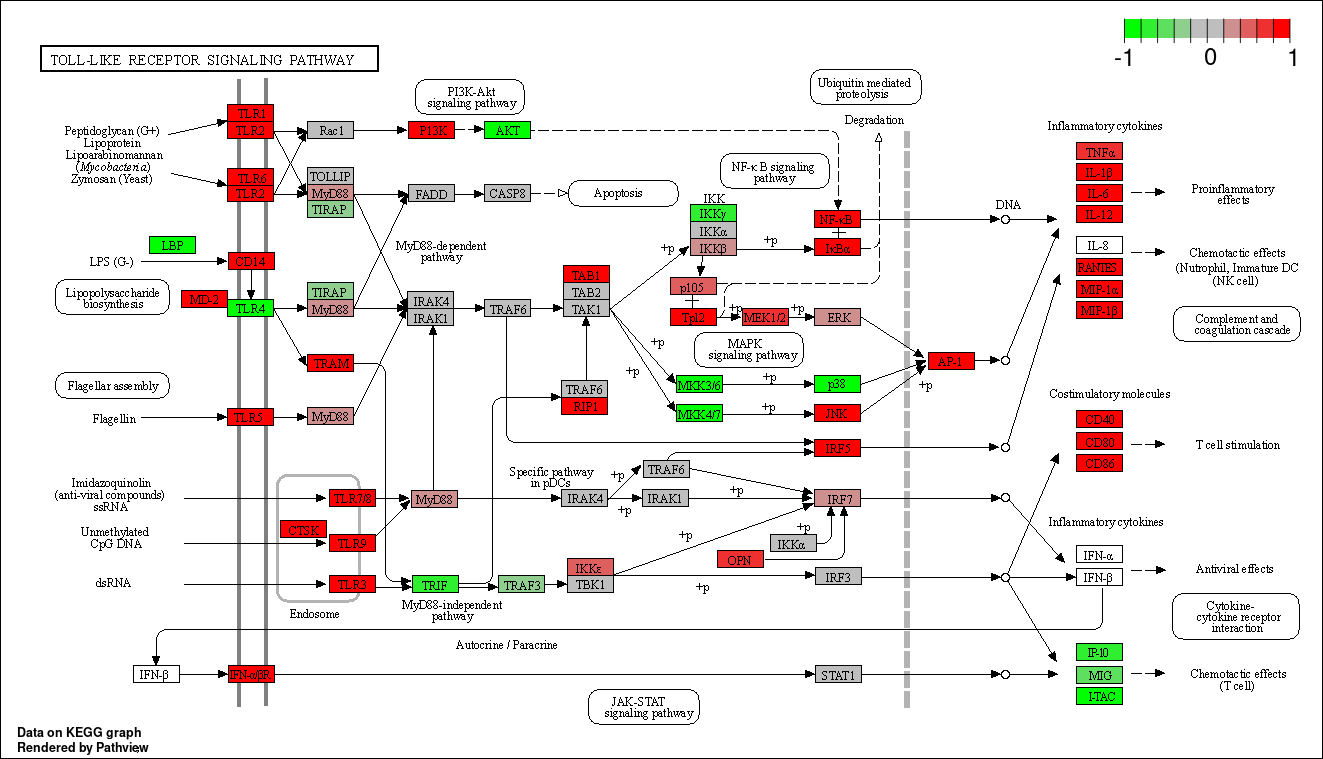 -1 0 1
TOLL-LIKE RECEPTOR SIGNALING PATHWAY
PI3K-Akt
signaling pathway
Ubiquitin mediated
proteolysis
Degradation
TLR1
TLR2
Rac1
PI3K
AKT
Peptidoglycan (G+)
Lipoprotein
Lipoarabinomannan
(Mycobacteria)
Zymosan (Yeast)
TLR6
TLR2
TOLLIP
MyD88
TIRAP
FADD
CASP8
Apoptosis
NF-κB signaling
pathway
IKK
IKKγ
IKKα
IKKβ
+p
+p
NF-κB
+
IκBα
DNA
Inflammatory cytokines
TNFα
IL-1β
IL-6
IL-12
Proinflammatory
effects
IL-8
RANTES
MIP-1α
MIP-1β
Chemotactic effects
(Nutrophil, Immature DC
(NK cell)
LBP
LPS (G-)
CD14
MyD88-dependent
pathway
Lipopolysaccharide
biosynthesis
MD-2
TLR4
TIRAP
MyD88
IRAK4
IRAK1
TRAF6
TAB1
TAB2
TAK1
p105
+
Tpl2
+p
MEK1/2
+p
ERK
MAPK
signaling pathway
Complement and
coagulation cascade
TRAM
+p
+p
MKK3/6
+p
p38
MKK4/7
+p
JNK
AP-1
+p
Flagellar assembly
Flagellin
TLR5
MyD88
TRAF6
RIP1
IRF5
Costimulatory molecules
CD40
CD80
CD86
T cell stimulation
Imidazoquinolin
(anti-viral compounds)
ssRNA
TLR7/8
MyD88
Specific pathway
in pDCs
IRAK4
+p
+p
TRAF6
IRAK1
+p
IRF7
Unmethylated
CpG DNA
CTSK
TLR9
+p
IKKα
+p
OPN
Inflammatory cytokines
IFN-α
IFN-β
Antiviral effects
dsRNA
TLR3
Endosome
TRIF
TRAF3
IKKε
TBK1
+p
IRF3
MyD88-independent
pathway
Cytokine-
cytokine receptor
interaction
Autocrine / Paracrine
IFN-β
IFN-α/βR
STAT1
IP-10
MIG
I-TAC
Chemotactic effects
(T cell)
JAK-STAT
signaling pathway
Data on KEGG graph
Rendered by Pathview